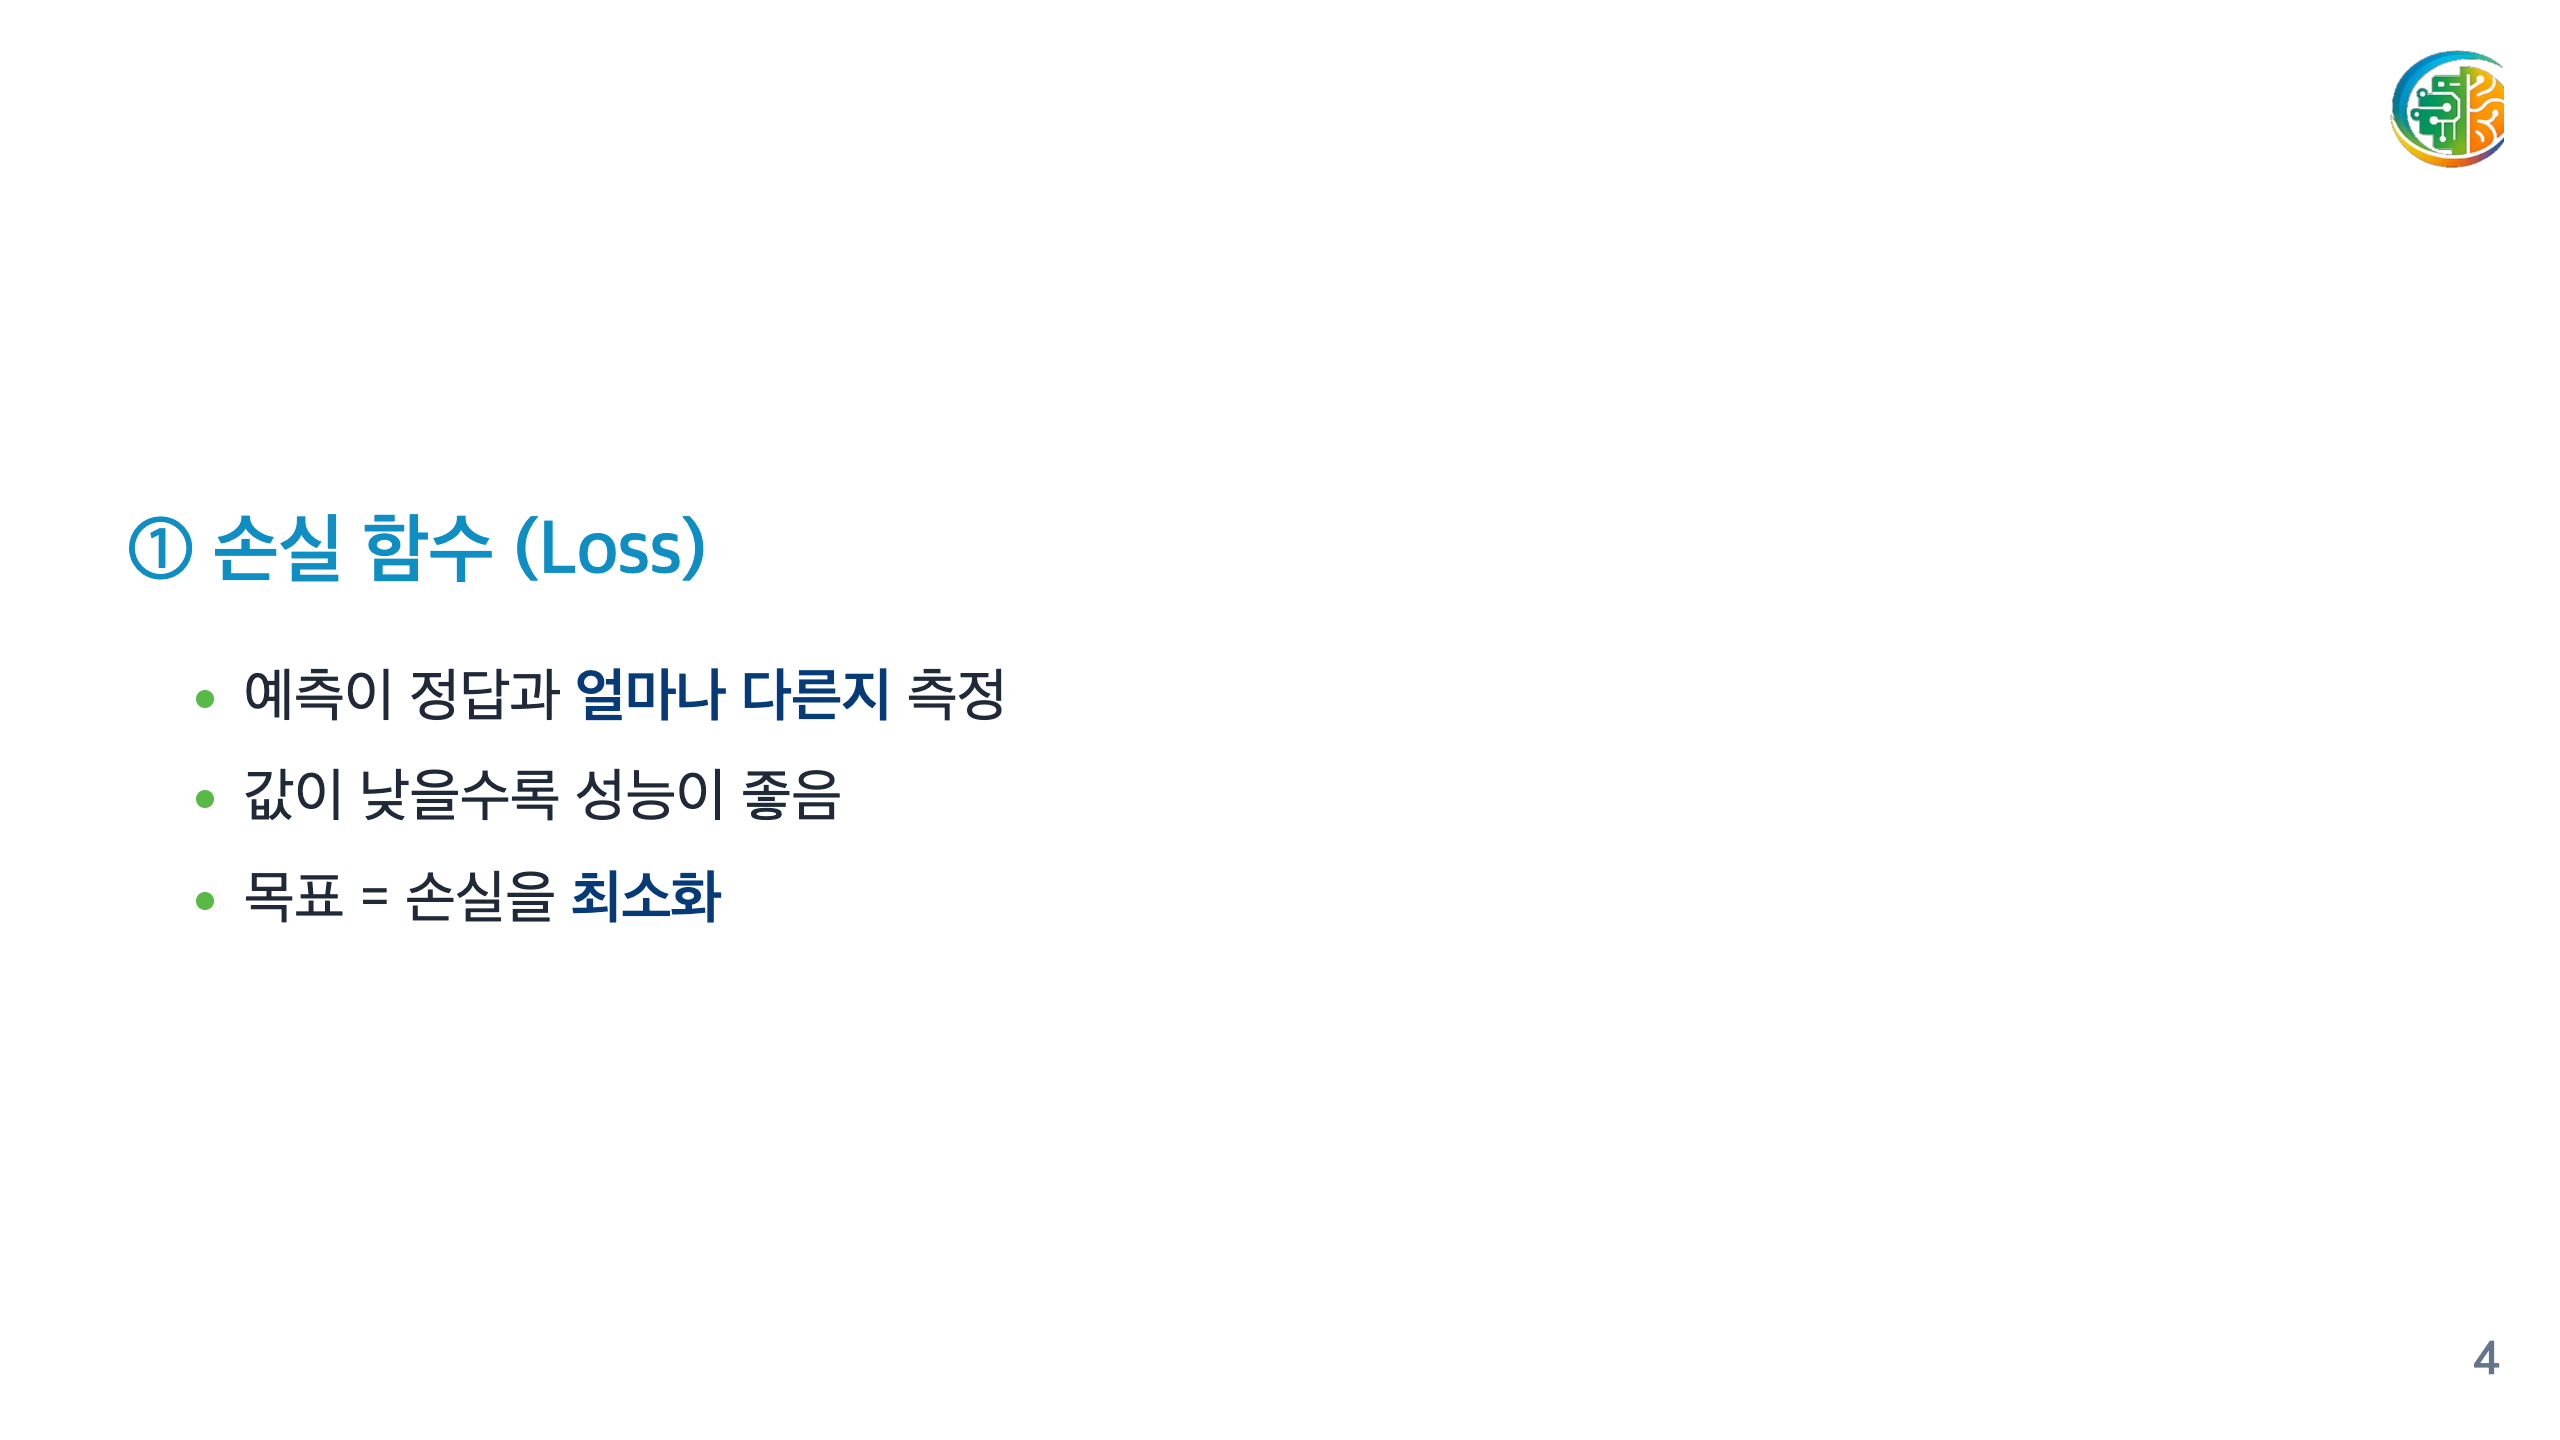 ① 손실 함수 (Loss)
• 예측이 정답과 얼마나 다른지 측정
• 값이 낮을수록 성능이 좋음
• 목표 = 손실을 최소화
4